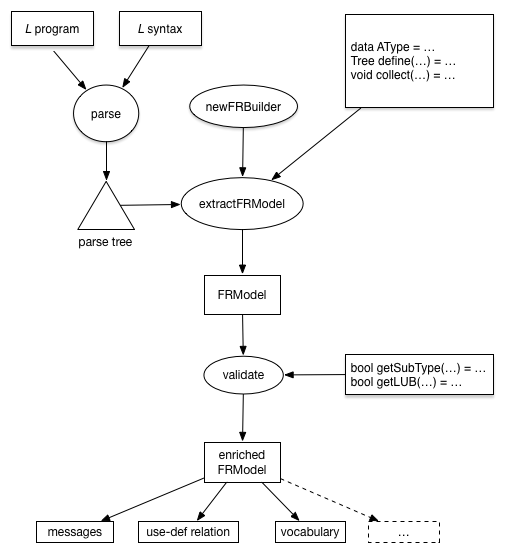 L program
L syntax
data AType = …
Tree define(…) = …
void collect(…) = …
parse
newFRBuilder
extractFRModel
parse tree
FRModel
validate
bool getSubType(…) = …
bool getLUB(…) = …
enriched
FRModel
messages
use-def relation
vocabulary
…